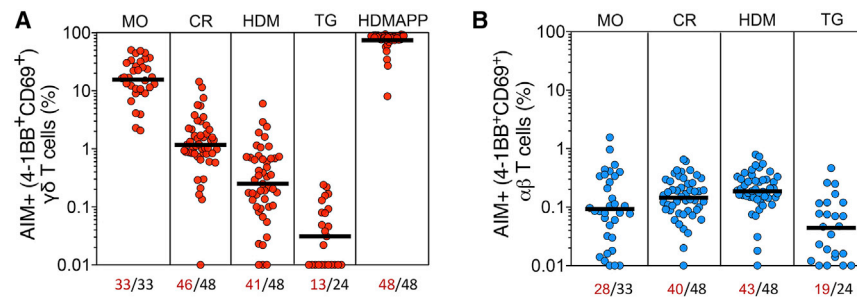 A
MO CR HDM TG HDMAPP
AIM+ (4-1BB+CD69+)
γδ T cells (%)
100
10
1
0.1
0.01
33/33 46/48 41/48 13/24 48/48
B
MO CR HDM TG
AIM+ (4-1BB+CD69+)
αβ T cells (%)
100
10
1
0.1
0.01
28/33 40/48 43/48 19/24